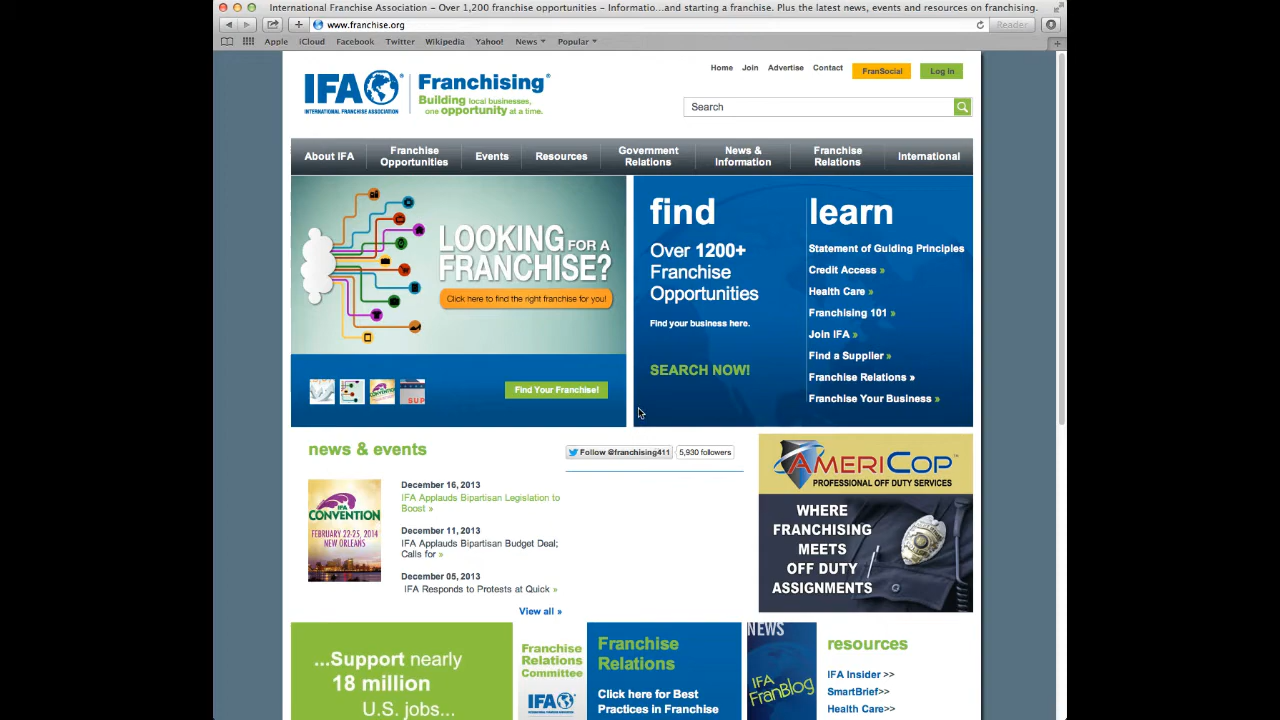 International Franchise Association – Over 1,200 franchise opportunities – Informatio...and starting a franchise. Plus the latest news, events and resources on franchising.
www.franchise.org
Reader
Apple iCloud Facebook Twitter Wikipedia Yahoo! News Popular
Home Join Advertise Contact FranSocial Log In
IFA
INTERNATIONAL FRANCHISE ASSOCIATION
Franchising®
Building local businesses,
one opportunity at a time.
Search
About IFA
Franchise
Opportunities
Events
Resources
Government
Relations
News &
Information
Franchise
Relations
International
LOOKING FOR A
FRANCHISE?
Click here to find the right franchise for you!
SUP
Find Your Franchise!
find
Over 1200+
Franchise
Opportunities
Find your business here.
SEARCH NOW!
learn
Statement of Guiding Principles
Credit Access »
Health Care »
Franchising 101 »
Join IFA »
Find a Supplier »
Franchise Relations »
Franchise Your Business »
news & events
Follow @franchising411 5,930 followers
IFA
CONVENTION
FEBRUARY 22-25, 2014
NEW ORLEANS
December 16, 2013
IFA Applauds Bipartisan Legislation to
Boost »
December 11, 2013
IFA Applauds Bipartisan Budget Deal;
Calls for »
December 05, 2013
IFA Responds to Protests at Quick »
View all »
AMERICOP™
PROFESSIONAL OFF DUTY SERVICES
WHERE
FRANCHISING
MEETS
OFF DUTY
ASSIGNMENTS
...Support nearly
18 million
U.S. jobs...
Franchise
Relations
Committee
IFA
Franchise
Relations
Click here for Best
Practices in Franchise
NEWS
IFA
FranBlog
resources
IFA Insider >>
SmartBrief>>
Health Care>>